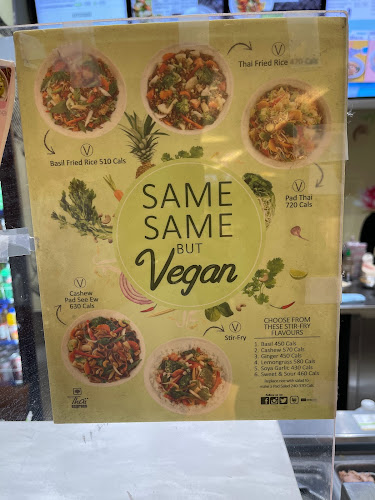 Thai Fried Rice 470 Cals
Basil Fried Rice 510 Cals
Pad Thai
720 Cals
SAME
SAME
BUT
Vegan
Cashew
Pad See Ew
630 Cals
Stir-Fry
CHOOSE FROM
THESE STIR-FRY
FLAVOURS
1. Basil 450 Cals
2. Cashew 570 Cals
3. Ginger 450 Cals
4. Lemongrass 580 Cals
5. Soya Garlic 430 Cals
6. Sweet & Sour 460 Cals
Thai
express